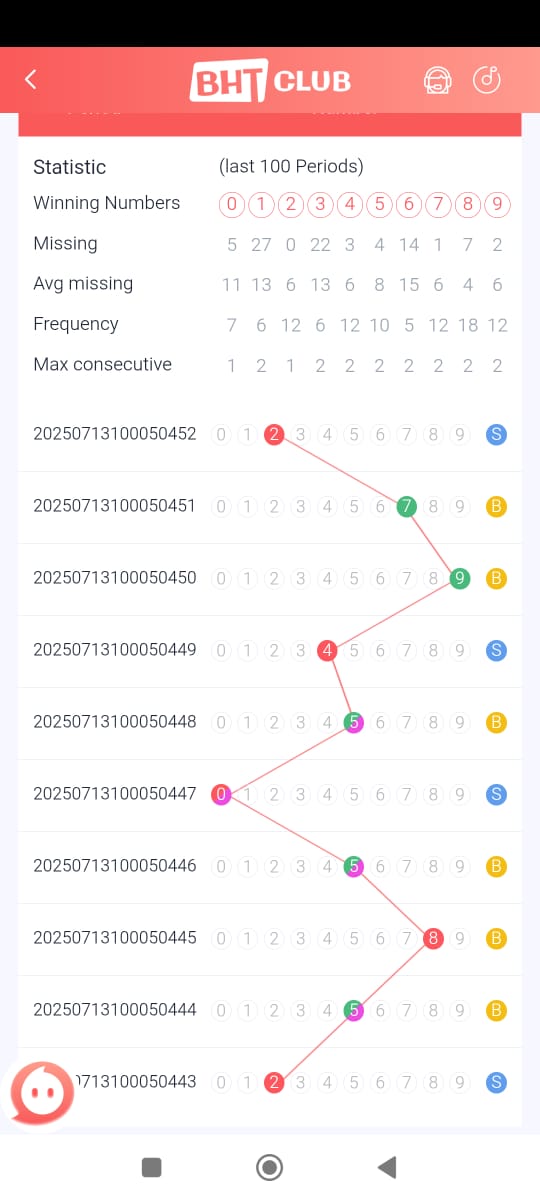 BHT CLUB
Statistic (last 100 Periods)
Winning Numbers 0 1 2 3 4 5 6 7 8 9
Missing 5 27 0 22 3 4 14 1 7 2
Avg missing 11 13 6 13 6 8 15 6 4 6
Frequency 7 6 12 6 12 10 5 12 18 12
Max consecutive 1 2 1 2 2 2 2 2 2 2
20250713100050452 0 1 2 3 4 5 6 7 8 9 S
20250713100050451 0 1 2 3 4 5 6 7 8 9 B
20250713100050450 0 1 2 3 4 5 6 7 8 9 B
20250713100050449 0 1 2 3 4 5 6 7 8 9 S
20250713100050448 0 1 2 3 4 5 6 7 8 9 B
20250713100050447 0 1 2 3 4 5 6 7 8 9 S
20250713100050446 0 1 2 3 4 5 6 7 8 9 B
20250713100050445 0 1 2 3 4 5 6 7 8 9 B
20250713100050444 0 1 2 3 4 5 6 7 8 9 B
0713100050443 0 1 2 3 4 5 6 7 8 9 S